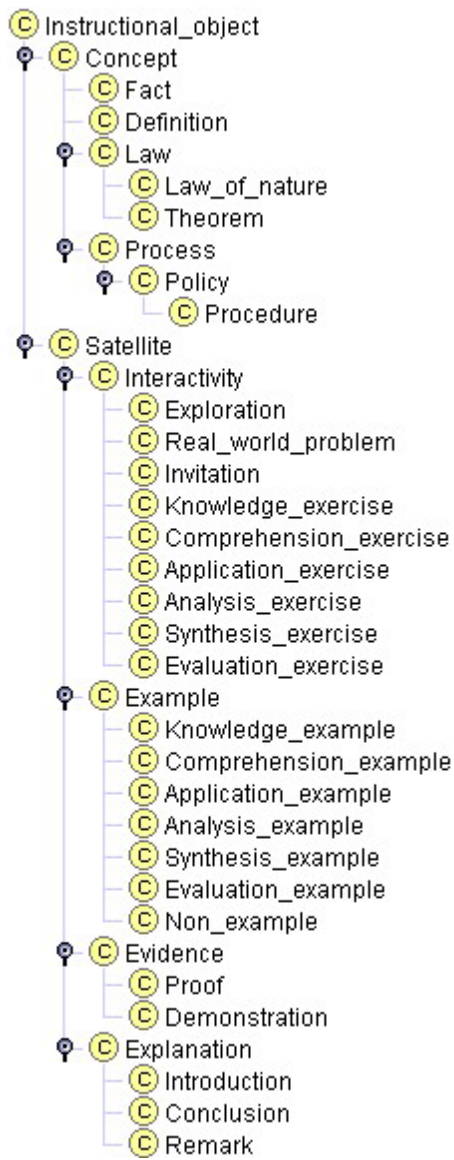 C Instructional_object
C Concept
C Fact
C Definition
C Law
C Law_of_nature
C Theorem
C Process
C Policy
C Procedure
C Satellite
C Interactivity
C Exploration
C Real_world_problem
C Invitation
C Knowledge_exercise
C Comprehension_exercise
C Application_exercise
C Analysis_exercise
C Synthesis_exercise
C Evaluation_exercise
C Example
C Knowledge_example
C Comprehension_example
C Application_example
C Analysis_example
C Synthesis_example
C Evaluation_example
C Non_example
C Evidence
C Proof
C Demonstration
C Explanation
C Introduction
C Conclusion
C Remark